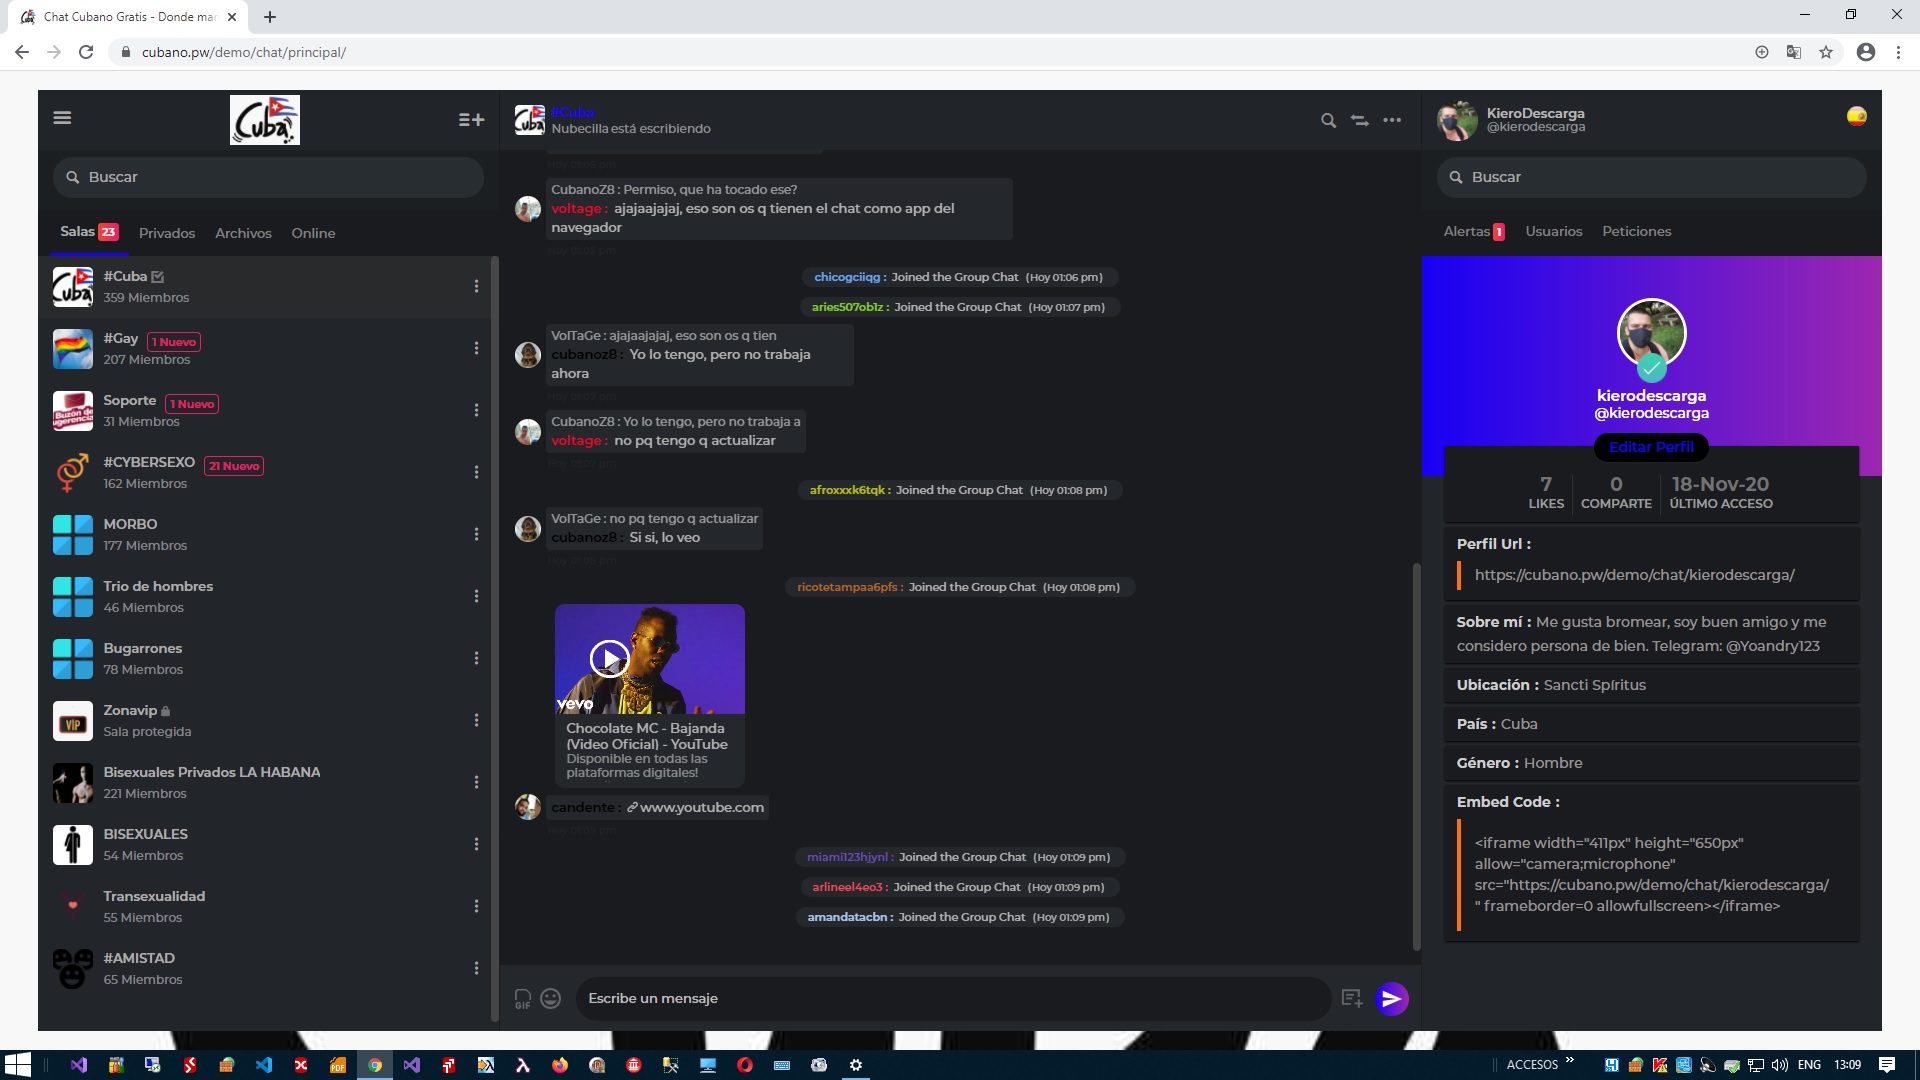 Chat Cubano Gratis - Donde mar
cubano.pw/demo/chat/principal/
Cuba
Buscar
Salas 23 Privados Archivos Online
#Cuba
359 Miembros
#Gay 1 Nuevo
207 Miembros
Soporte 1 Nuevo
31 Miembros
#CYBERSEXO 21 Nuevo
162 Miembros
MORBO
177 Miembros
Trio de hombres
46 Miembros
Bugarrones
78 Miembros
VIP
Zonavip
Sala protegida
Bisexuales Privados LA HABANA
221 Miembros
BISEXUALES
54 Miembros
Transexualidad
55 Miembros
#AMISTAD
65 Miembros
#Cuba
Nubecilla está escribiendo
CubanoZ8 : Permiso, que ha tocado ese?
voltage : ajajaajajaj, eso son os q tienen el chat como app del
navegador
chicogciiqg : Joined the Group Chat (Hoy 01:06 pm)
aries507ob1z : Joined the Group Chat (Hoy 01:07 pm)
VolTaGe : ajajaajajaj, eso son os q tien
cubanoz8 : Yo lo tengo, pero no trabaja
ahora
CubanoZ8 : Yo lo tengo, pero no trabaja a
voltage : no pq tengo q actualizar
afroxxxk6tqk : Joined the Group Chat (Hoy 01:08 pm)
VolTaGe : no pq tengo q actualizar
cubanoz8 : Si si, lo veo
ricotetampaa6pfs : Joined the Group Chat (Hoy 01:08 pm)
vevo
Chocolate MC - Bajanda
(Video Oficial) - YouTube
Disponible en todas las
plataformas digitales!
candente : www.youtube.com
miami123hjynl : Joined the Group Chat (Hoy 01:09 pm)
arlineel4eo3 : Joined the Group Chat (Hoy 01:09 pm)
amandatacbn : Joined the Group Chat (Hoy 01:09 pm)
GIF
Escribe un mensaje
KieroDescarga
@kierodescarga
Buscar
Alertas 1 Usuarios Peticiones
kierodescarga
@kierodescarga
Editar Perfil
7 0 18-Nov-20
LIKES COMPARTE ÚLTIMO ACCESO
Perfil Url :
https://cubano.pw/demo/chat/kierodescarga/
Sobre mí : Me gusta bromear, soy buen amigo y me
considero persona de bien. Telegram: @Yoandry123
Ubicación : Sancti Spíritus
País : Cuba
Género : Hombre
Embed Code :
<iframe width="411px" height="650px"
allow="camera;microphone"
src="https://cubano.pw/demo/chat/kierodescarga/
" frameborder=0 allowfullscreen></iframe>
ACCESOS » ENG 13:09